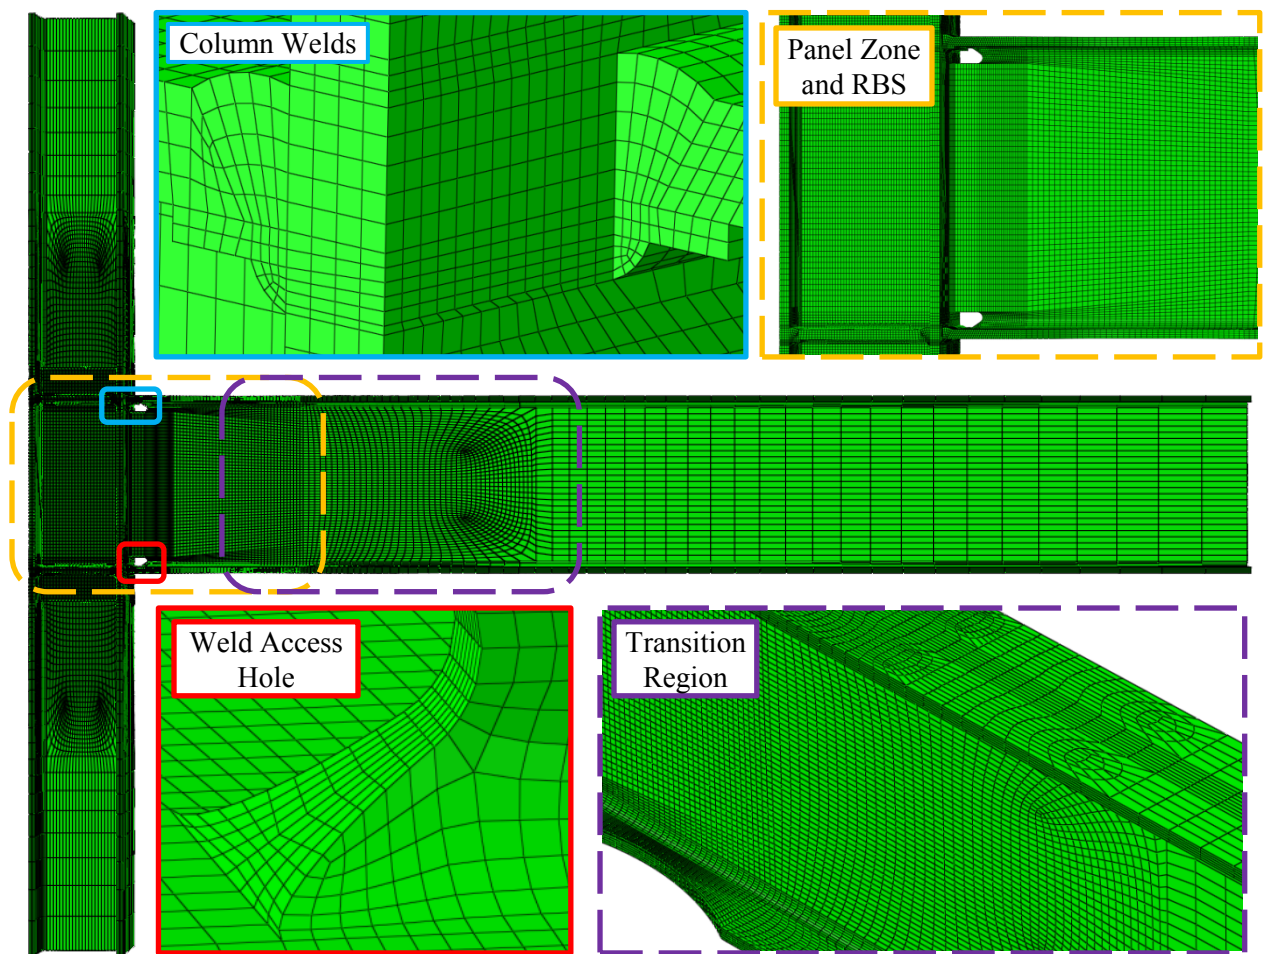 Column Welds
Panel Zone
and RBS
Weld Access
Hole
Transition
Region